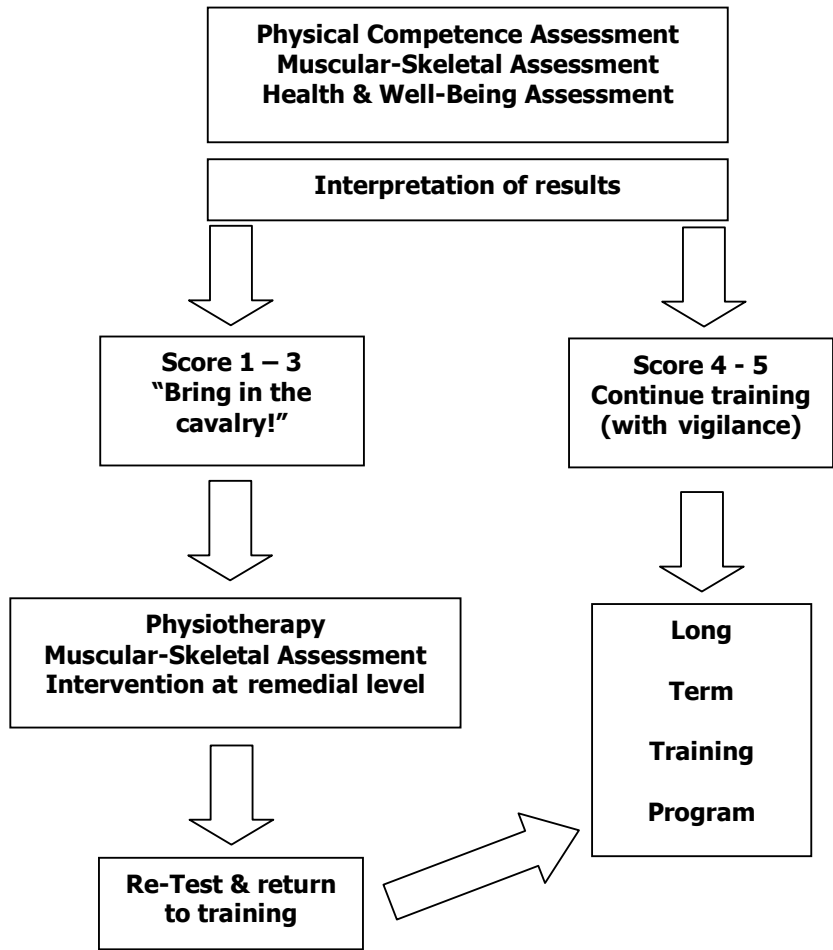 Physical Competence Assessment
Muscular-Skeletal Assessment
Health & Well-Being Assessment
Interpretation of results
Score 1 – 3
“Bring in the
cavalry!”
Score 4 - 5
Continue training
(with vigilance)
Physiotherapy
Muscular-Skeletal Assessment
Intervention at remedial level
Long
Term
Training
Program
Re-Test & return
to training